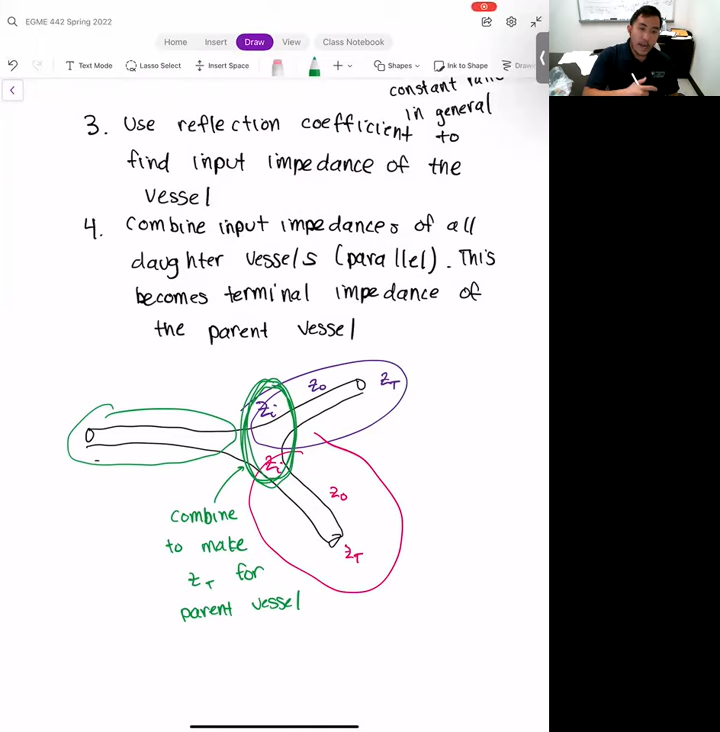 EGME 442 Spring 2022
Home Insert Draw View Class Notebook
Text Mode Lasso Select Insert Space Shapes Ink to Shape Draw
constant
in general
3. Use reflection coefficient to
find input impedance of the
vessel
4. Combine input impedances of all
daughter vessels (parallel). This
becomes terminal impedance of
the parent vessel
Zi Z0 ZT
Zi
Z0
ZT
combine
to make
ZT for
parent vessel